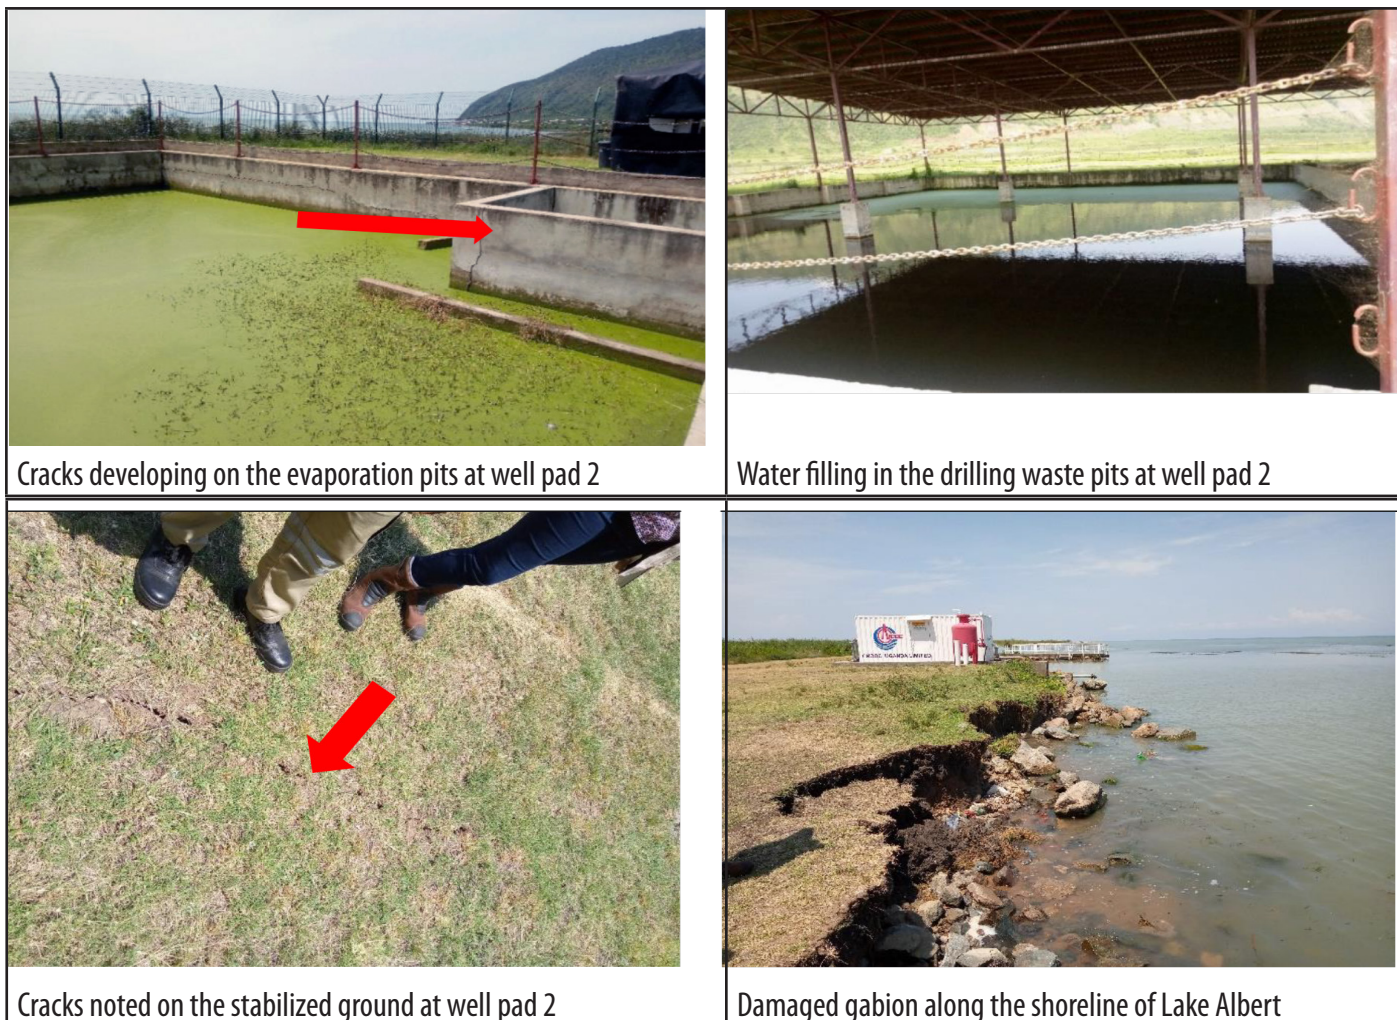 Cracks developing on the evaporation pits at well pad 2
Water filling in the drilling waste pits at well pad 2
UGANDA LIMITED
Cracks noted on the stabilized ground at well pad 2
Damaged gabion along the shoreline of Lake Albert